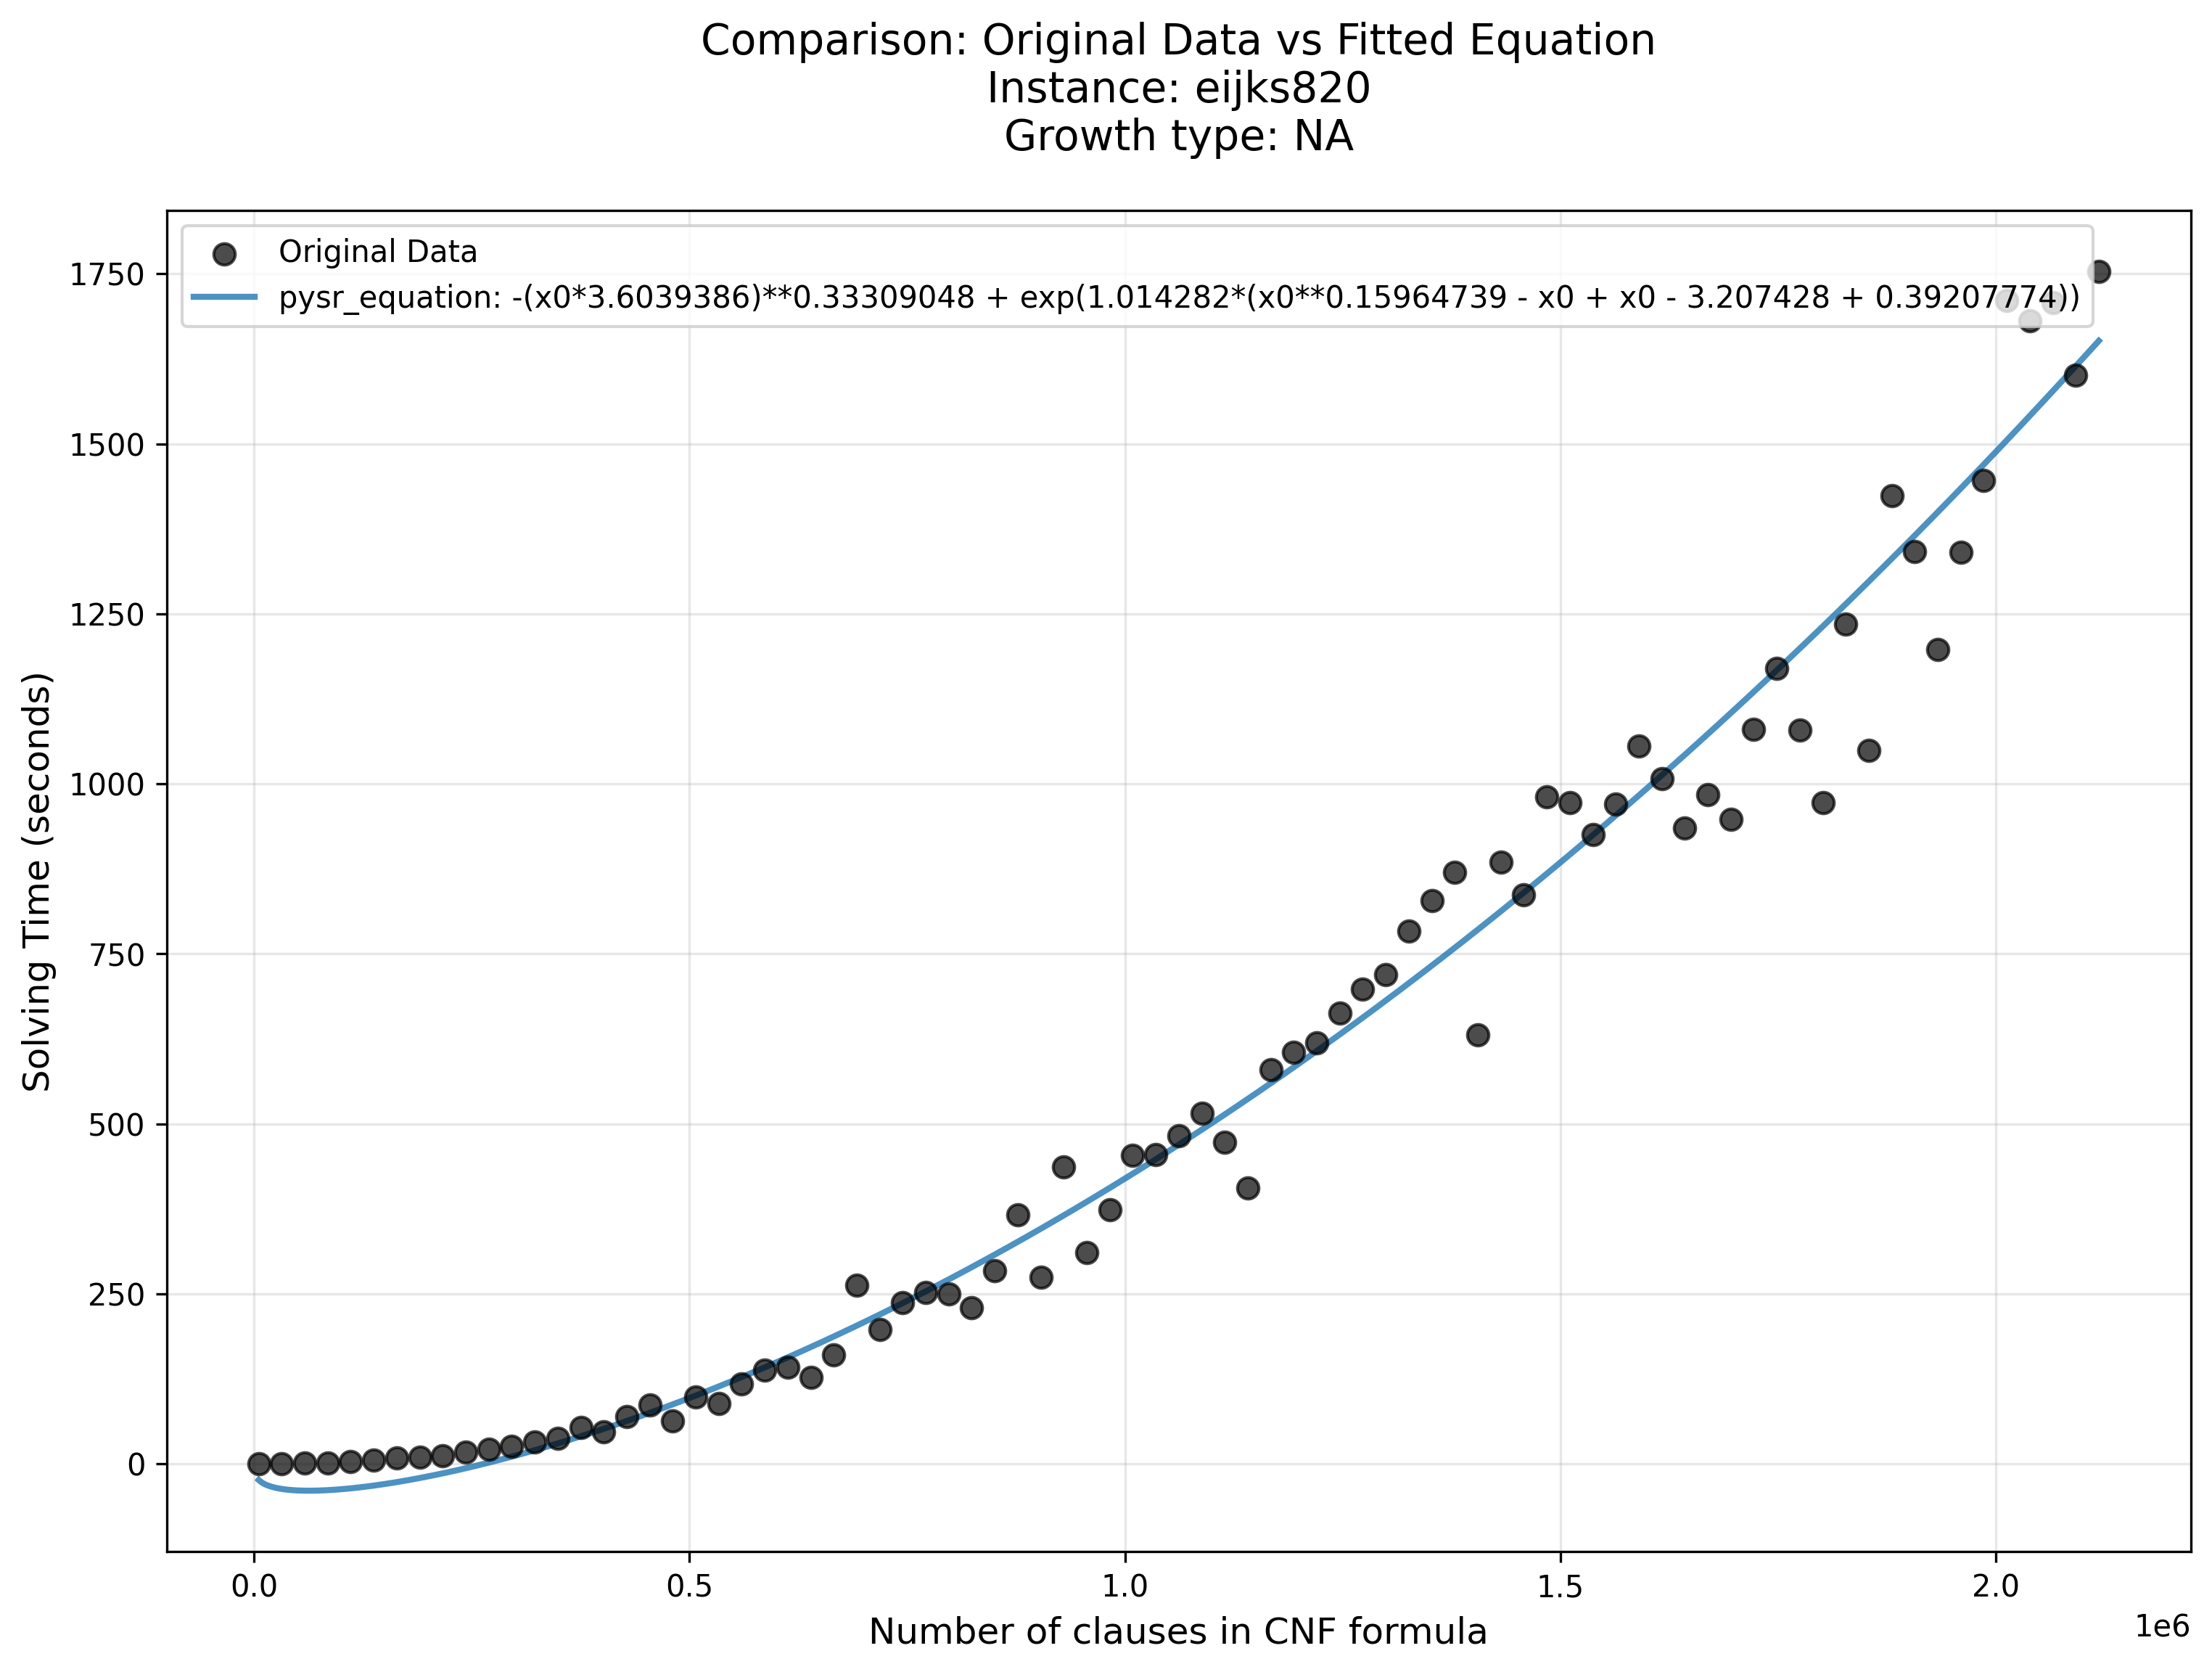 Comparison: Original Data vs Fitted Equation
Instance: eijks820
Growth type: NA
Original Data
pysr_equation: -(x0*3.6039386)**0.33309048 + exp(1.014282*(x0**0.15964739 - x0 + x0 - 3.207428 + 0.39207774))
1750
1500
1250
1000
750
500
250
0
Solving Time (seconds)
0.0
0.5
1.0
1.5
2.0
1e6
Number of clauses in CNF formula